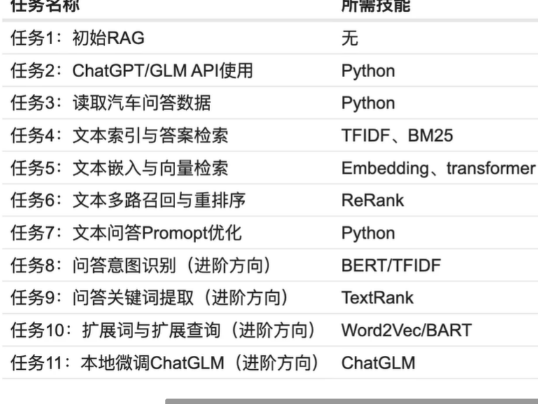 任务名称 所需技能
任务1：初始RAG 无
任务2：ChatGPT/GLM API使用 Python
任务3：读取汽车问答数据 Python
任务4：文本索引与答案检索 TFIDF、BM25
任务5：文本嵌入与向量检索 Embedding、transformer
任务6：文本多路召回与重排序 ReRank
任务7：文本问答Promopt优化 Python
任务8：问答意图识别（进阶方向） BERT/TFIDF
任务9：问答关键词提取（进阶方向） TextRank
任务10：扩展词与扩展查询（进阶方向） Word2Vec/BART
任务11：本地微调ChatGLM（进阶方向） ChatGLM